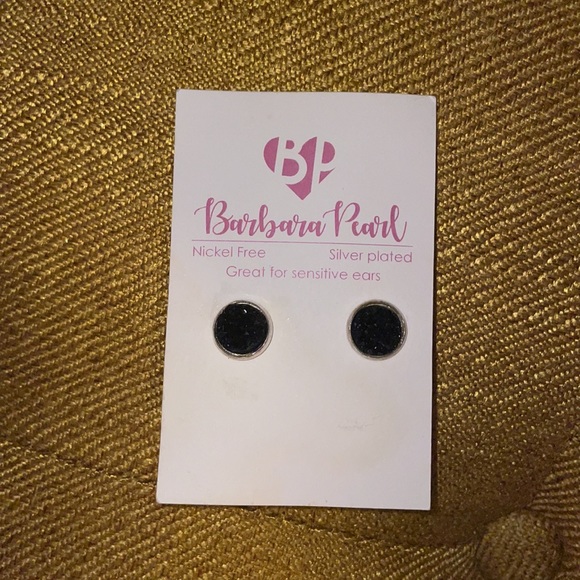 BP
Barbara Pearl
Nickel Free Silver plated
Great for sensitive ears